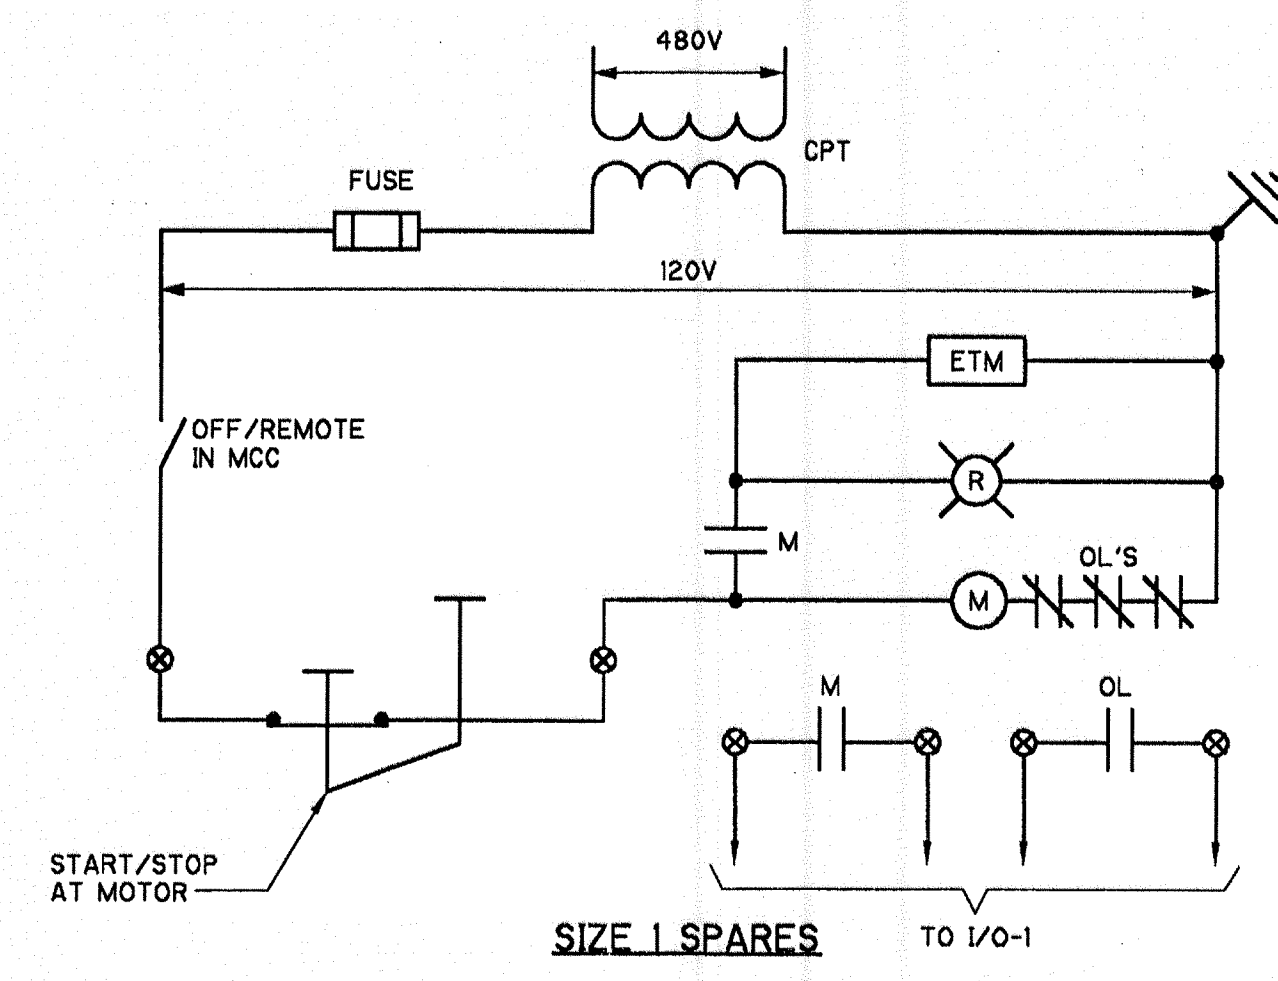 480V
CPT
FUSE
120V
ETM
OFF/REMOTE
IN MCC
R
M
OL'S
M
M
OL
START/STOP
AT MOTOR
TO I/O-1
SIZE 1 SPARES